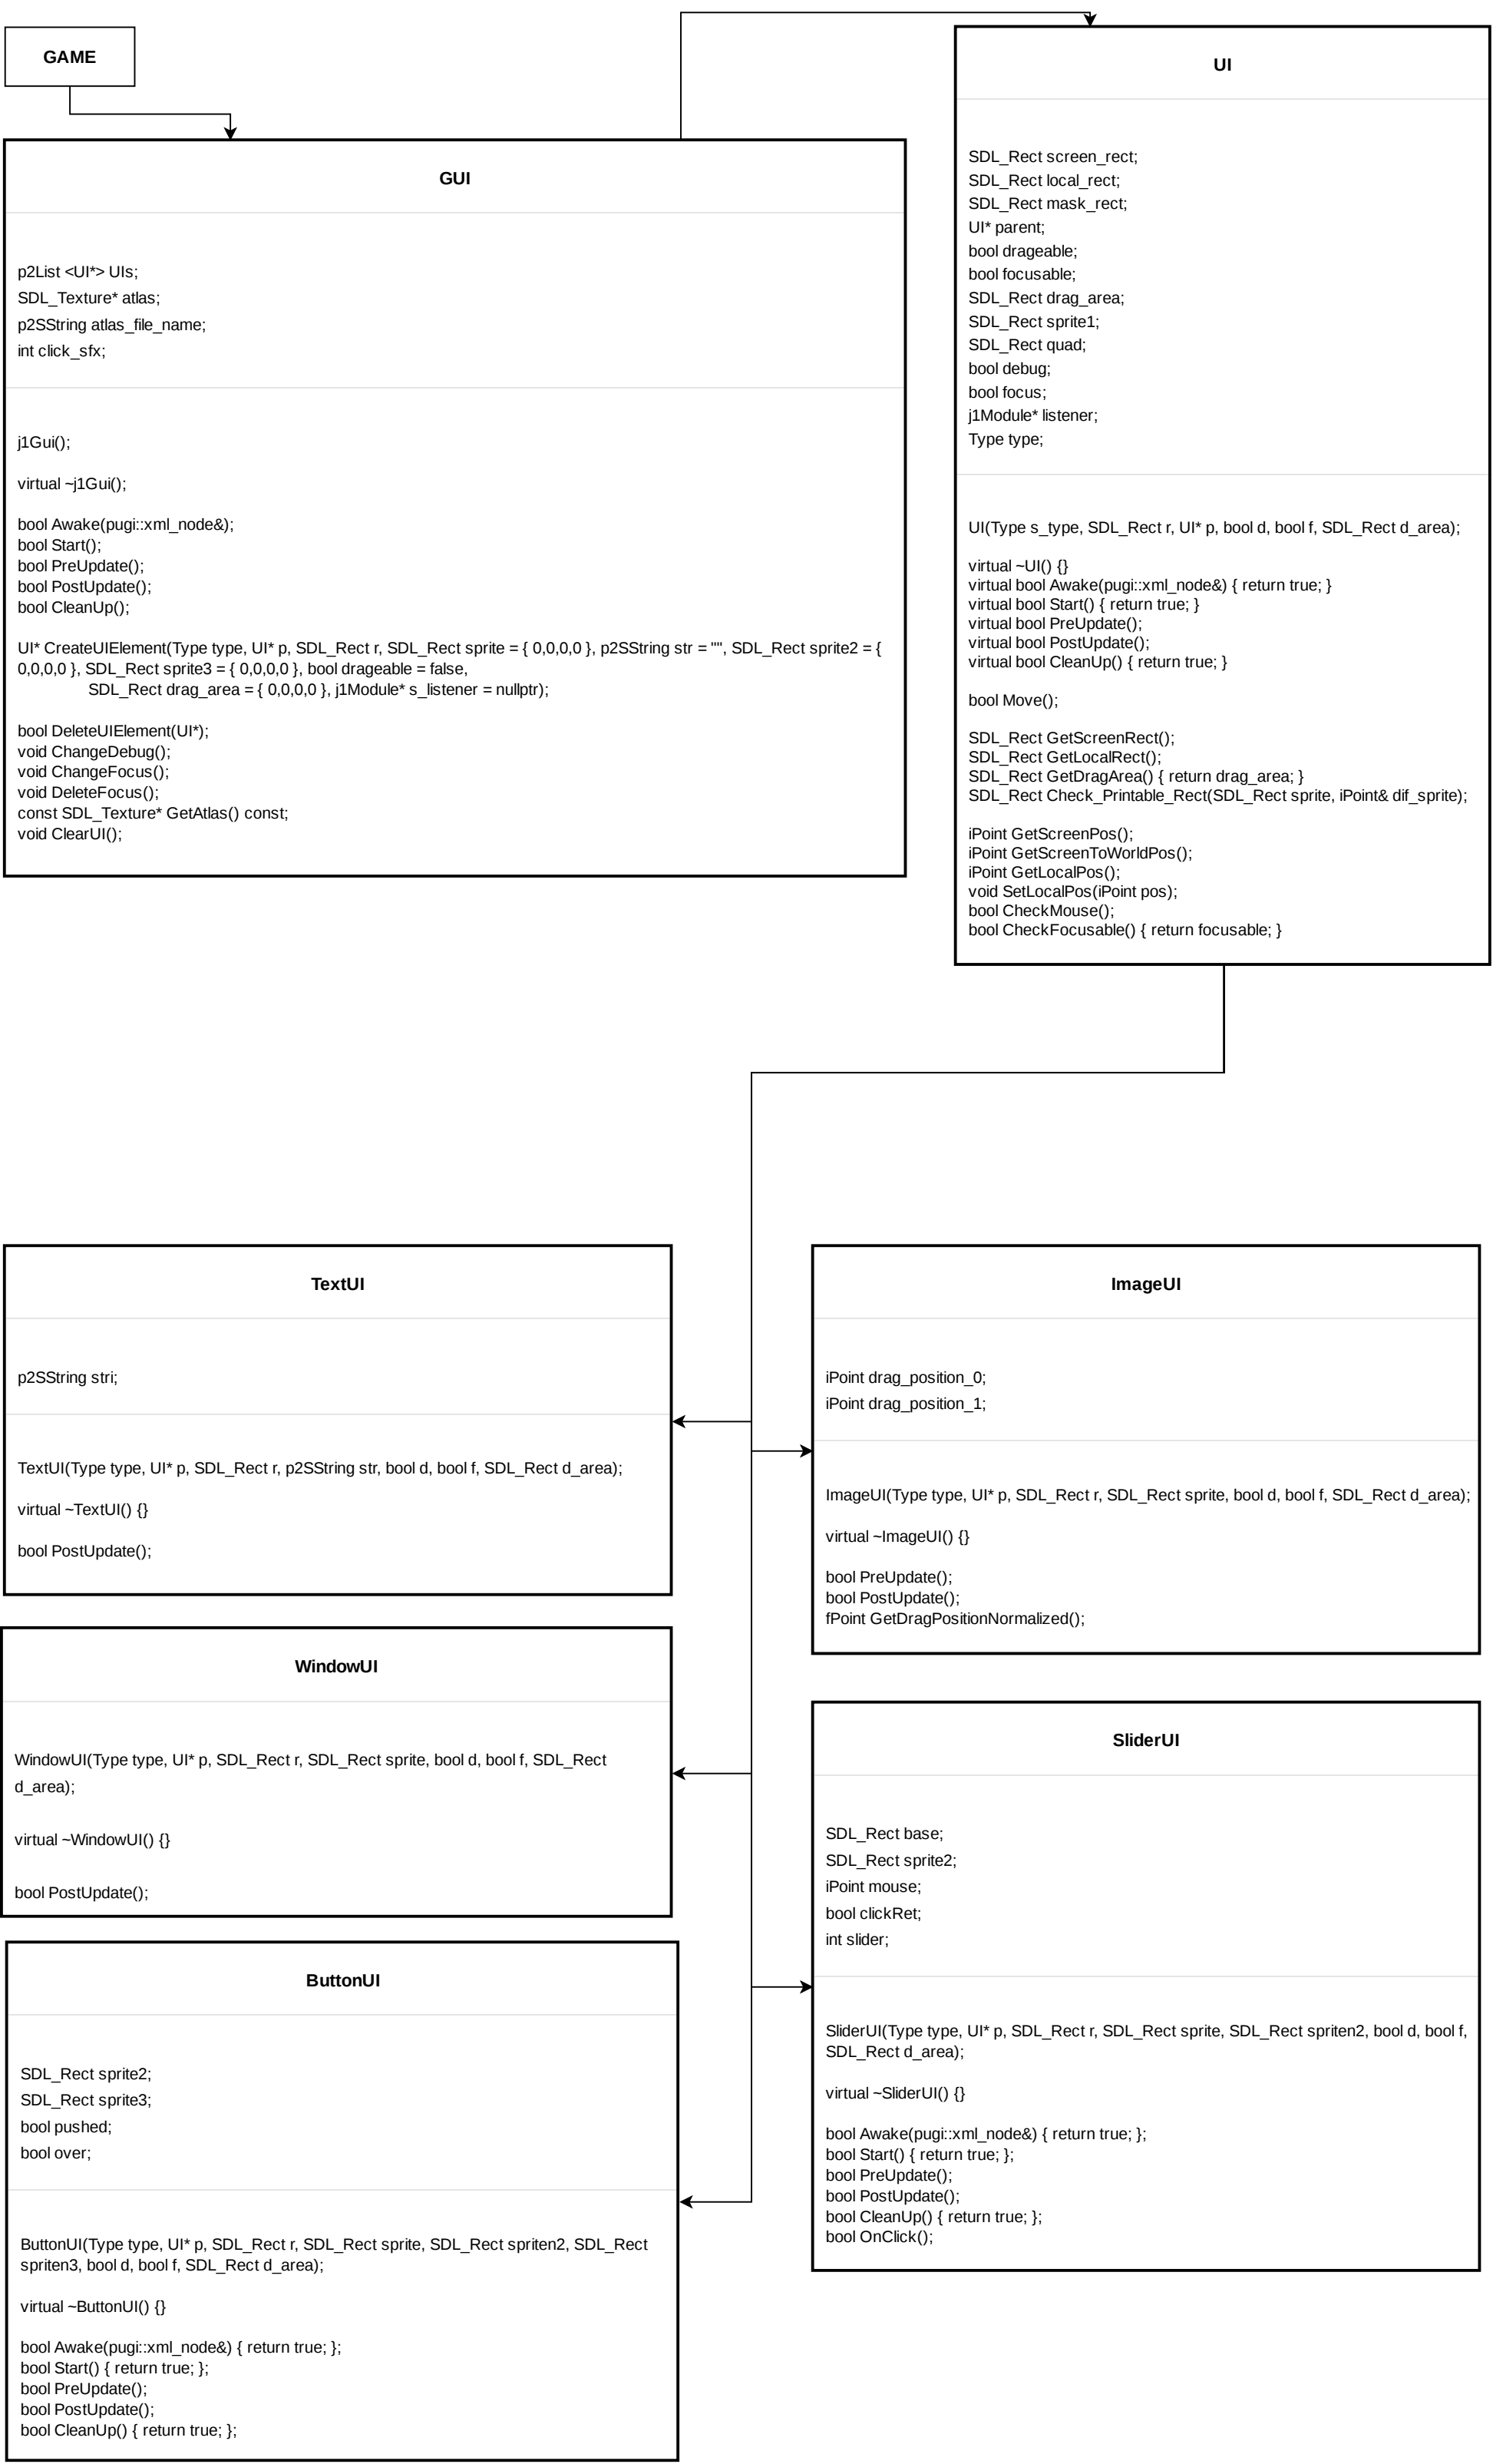 GAME
GUI
p2List <UI*> UIs;
SDL_Texture* atlas;
p2SString atlas_file_name;
int click_sfx;
j1Gui();
virtual ~j1Gui();
bool Awake(pugi::xml_node&);
bool Start();
bool PreUpdate();
bool PostUpdate();
bool CleanUp();
UI* CreateUIElement(Type type, UI* p, SDL_Rect r, SDL_Rect sprite = { 0,0,0,0 }, p2SString str = "", SDL_Rect sprite2 = {
0,0,0,0 }, SDL_Rect sprite3 = { 0,0,0,0 }, bool drageable = false,
SDL_Rect drag_area = { 0,0,0,0 }, j1Module* s_listener = nullptr);
bool DeleteUIElement(UI*);
void ChangeDebug();
void ChangeFocus();
void DeleteFocus();
const SDL_Texture* GetAtlas() const;
void ClearUI();
UI
SDL_Rect screen_rect;
SDL_Rect local_rect;
SDL_Rect mask_rect;
UI* parent;
bool drageable;
bool focusable;
SDL_Rect drag_area;
SDL_Rect sprite1;
SDL_Rect quad;
bool debug;
bool focus;
j1Module* listener;
Type type;
UI(Type s_type, SDL_Rect r, UI* p, bool d, bool f, SDL_Rect d_area);
virtual ~UI() {}
virtual bool Awake(pugi::xml_node&) { return true; }
virtual bool Start() { return true; }
virtual bool PreUpdate();
virtual bool PostUpdate();
virtual bool CleanUp() { return true; }
bool Move();
SDL_Rect GetScreenRect();
SDL_Rect GetLocalRect();
SDL_Rect GetDragArea() { return drag_area; }
SDL_Rect Check_Printable_Rect(SDL_Rect sprite, iPoint& dif_sprite);
iPoint GetScreenPos();
iPoint GetScreenToWorldPos();
iPoint GetLocalPos();
void SetLocalPos(iPoint pos);
bool CheckMouse();
bool CheckFocusable() { return focusable; }
TextUI
p2SString stri;
TextUI(Type type, UI* p, SDL_Rect r, p2SString str, bool d, bool f, SDL_Rect d_area);
virtual ~TextUI() {}
bool PostUpdate();
ImageUI
iPoint drag_position_0;
iPoint drag_position_1;
ImageUI(Type type, UI* p, SDL_Rect r, SDL_Rect sprite, bool d, bool f, SDL_Rect d_area);
virtual ~ImageUI() {}
bool PreUpdate();
bool PostUpdate();
fPoint GetDragPositionNormalized();
WindowUI
WindowUI(Type type, UI* p, SDL_Rect r, SDL_Rect sprite, bool d, bool f, SDL_Rect
d_area);
virtual ~WindowUI() {}
bool PostUpdate();
SliderUI
SDL_Rect base;
SDL_Rect sprite2;
iPoint mouse;
bool clickRet;
int slider;
SliderUI(Type type, UI* p, SDL_Rect r, SDL_Rect sprite, SDL_Rect spriten2, bool d, bool f,
SDL_Rect d_area);
virtual ~SliderUI() {}
bool Awake(pugi::xml_node&) { return true; };
bool Start() { return true; };
bool PreUpdate();
bool PostUpdate();
bool CleanUp() { return true; };
bool OnClick();
ButtonUI
SDL_Rect sprite2;
SDL_Rect sprite3;
bool pushed;
bool over;
ButtonUI(Type type, UI* p, SDL_Rect r, SDL_Rect sprite, SDL_Rect spriten2, SDL_Rect
spriten3, bool d, bool f, SDL_Rect d_area);
virtual ~ButtonUI() {}
bool Awake(pugi::xml_node&) { return true; };
bool Start() { return true; };
bool PreUpdate();
bool PostUpdate();
bool CleanUp() { return true; };